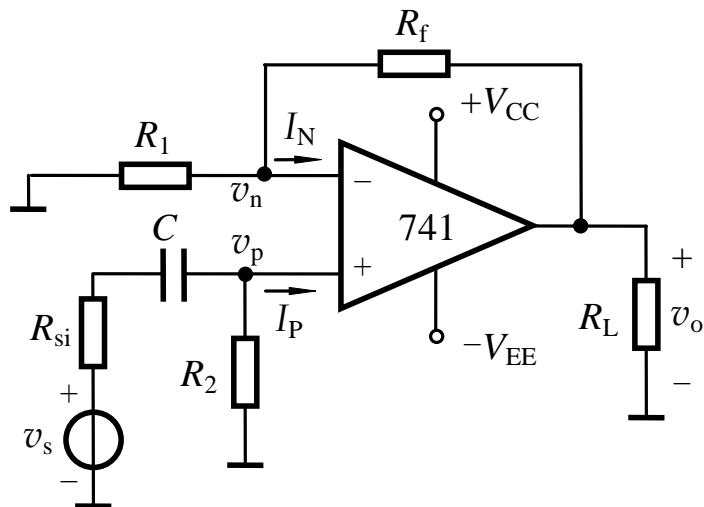 R_f
+V_CC
R_1
I_N
v_n
−
741
C
v_p
+
I_P
R_si
R_2
−V_EE
R_L
+
v_o
−
+
v_s
−